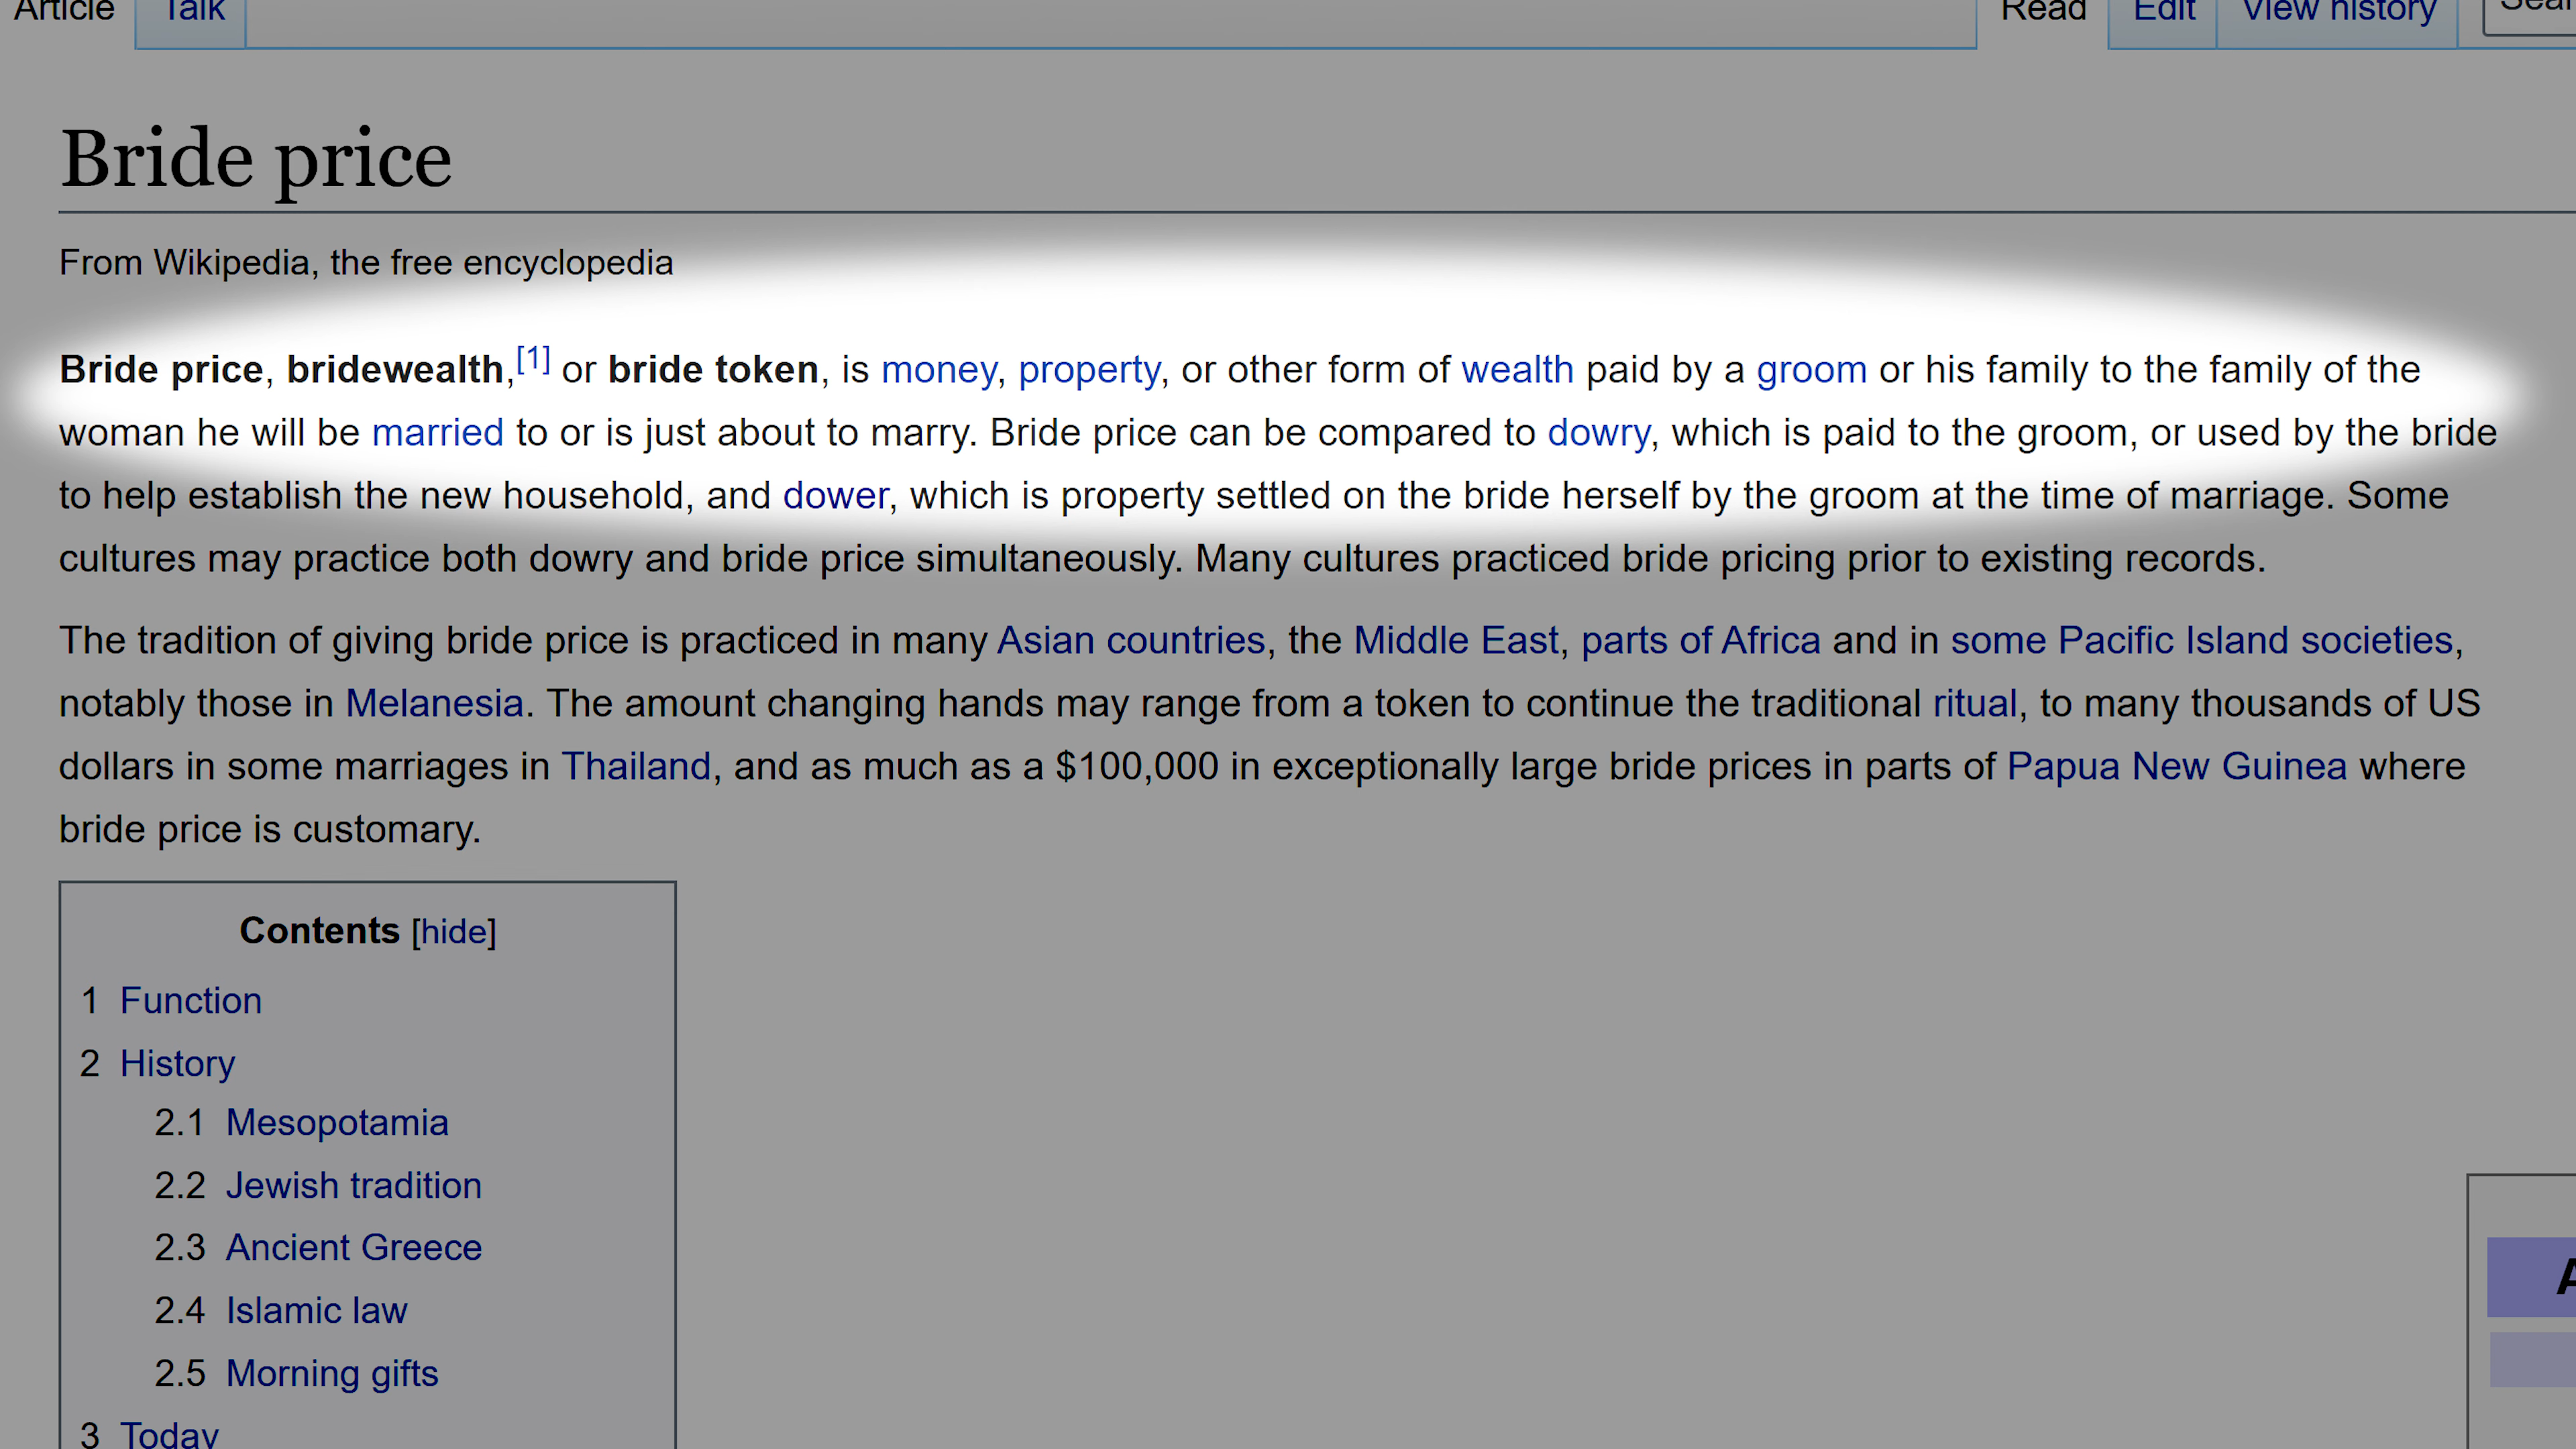 Article Talk Read Edit View history
Bride price
From Wikipedia, the free encyclopedia
Bride price, bridewealth,[1] or bride token, is money, property, or other form of wealth paid by a groom or his family to the family of the
woman he will be married to or is just about to marry. Bride price can be compared to dowry, which is paid to the groom, or used by the bride
to help establish the new household, and dower, which is property settled on the bride herself by the groom at the time of marriage. Some
cultures may practice both dowry and bride price simultaneously. Many cultures practiced bride pricing prior to existing records.
The tradition of giving bride price is practiced in many Asian countries, the Middle East, parts of Africa and in some Pacific Island societies,
notably those in Melanesia. The amount changing hands may range from a token to continue the traditional ritual, to many thousands of US
dollars in some marriages in Thailand, and as much as a $100,000 in exceptionally large bride prices in parts of Papua New Guinea where
bride price is customary.
Contents [hide]
1 Function
2 History
2.1 Mesopotamia
2.2 Jewish tradition
2.3 Ancient Greece
2.4 Islamic law
2.5 Morning gifts
3 Today